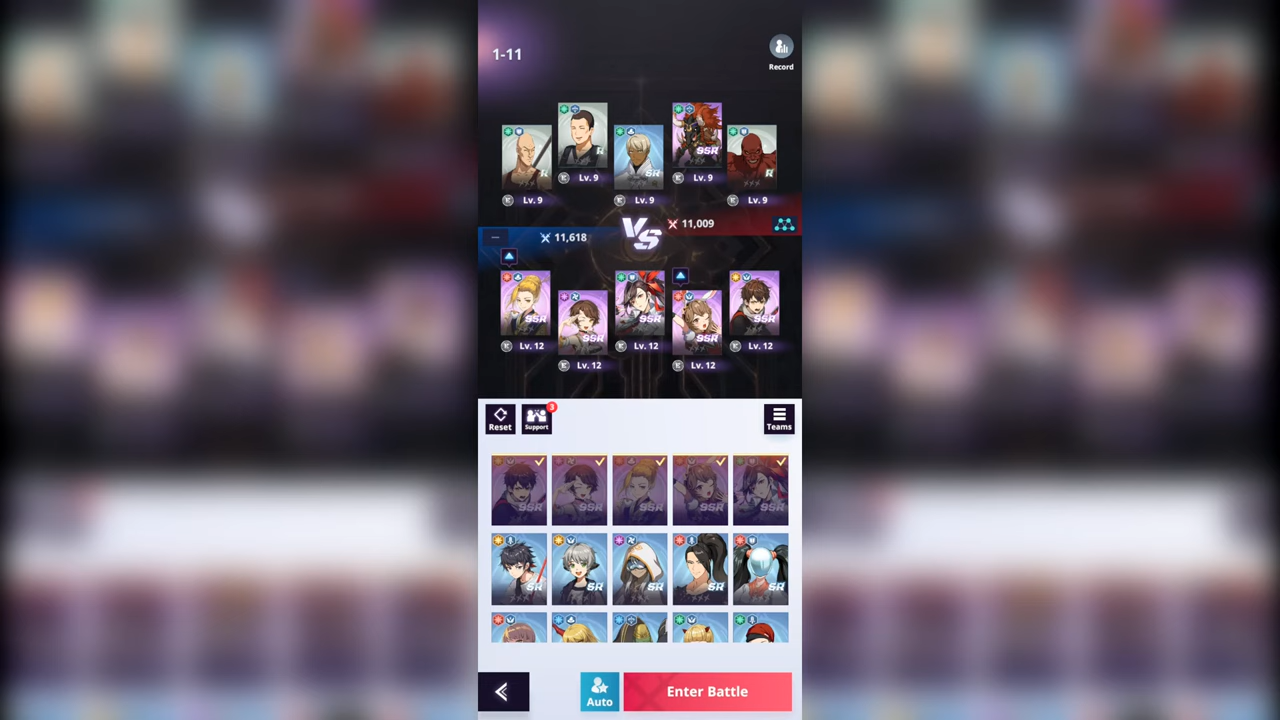 1-11
Record
R
SR
SSR
R
Lv. 9
Lv. 9
Lv. 9
Lv. 9
Lv. 9
VS
11,618
11,009
SSR
SSR
SSR
SSR
SSR
Lv. 12
Lv. 12
Lv. 12
Lv. 12
Lv. 12
Reset
3
Support
Teams
SSR
SSR
SSR
SSR
SSR
SR
SR
SR
SR
SR
Auto
Enter Battle